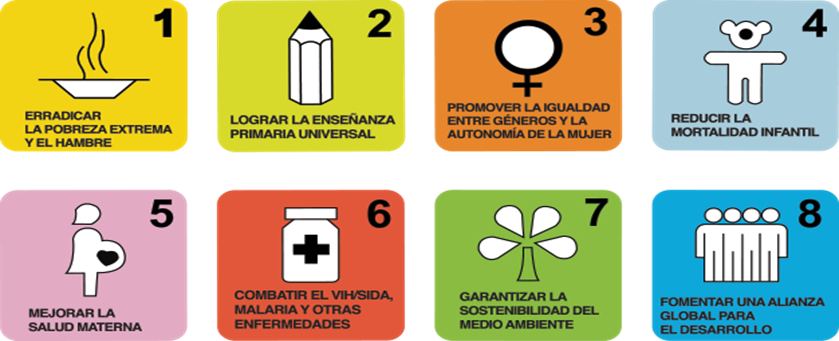 1
ERRADICAR
LA POBREZA EXTREMA
Y EL HAMBRE
2
LOGRAR LA ENSEÑANZA
PRIMARIA UNIVERSAL
3
PROMOVER LA IGUALDAD
ENTRE GÉNEROS Y LA
AUTONOMÍA DE LA MUJER
4
REDUCIR LA
MORTALIDAD INFANTIL
5
MEJORAR LA
SALUD MATERNA
6
COMBATIR EL VIH/SIDA,
MALARIA Y OTRAS
ENFERMEDADES
7
GARANTIZAR LA
SOSTENIBILIDAD DEL
MEDIO AMBIENTE
8
FOMENTAR UNA ALIANZA
GLOBAL PARA
EL DESARROLLO